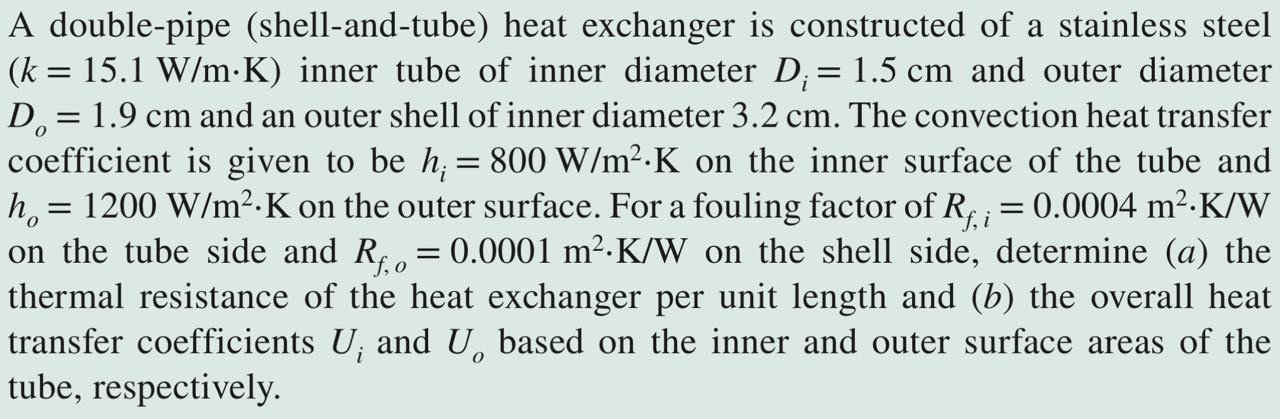 A double-pipe (shell-and-tube) heat exchanger is constructed of a stainless steel
(k = 15.1 W/m·K) inner tube of inner diameter Dᵢ = 1.5 cm and outer diameter
Dₒ = 1.9 cm and an outer shell of inner diameter 3.2 cm. The convection heat transfer
coefficient is given to be hᵢ = 800 W/m²·K on the inner surface of the tube and
hₒ = 1200 W/m²·K on the outer surface. For a fouling factor of R_f, i = 0.0004 m²·K/W
on the tube side and R_f, o = 0.0001 m²·K/W on the shell side, determine (a) the
thermal resistance of the heat exchanger per unit length and (b) the overall heat
transfer coefficients Uᵢ and Uₒ based on the inner and outer surface areas of the
tube, respectively.